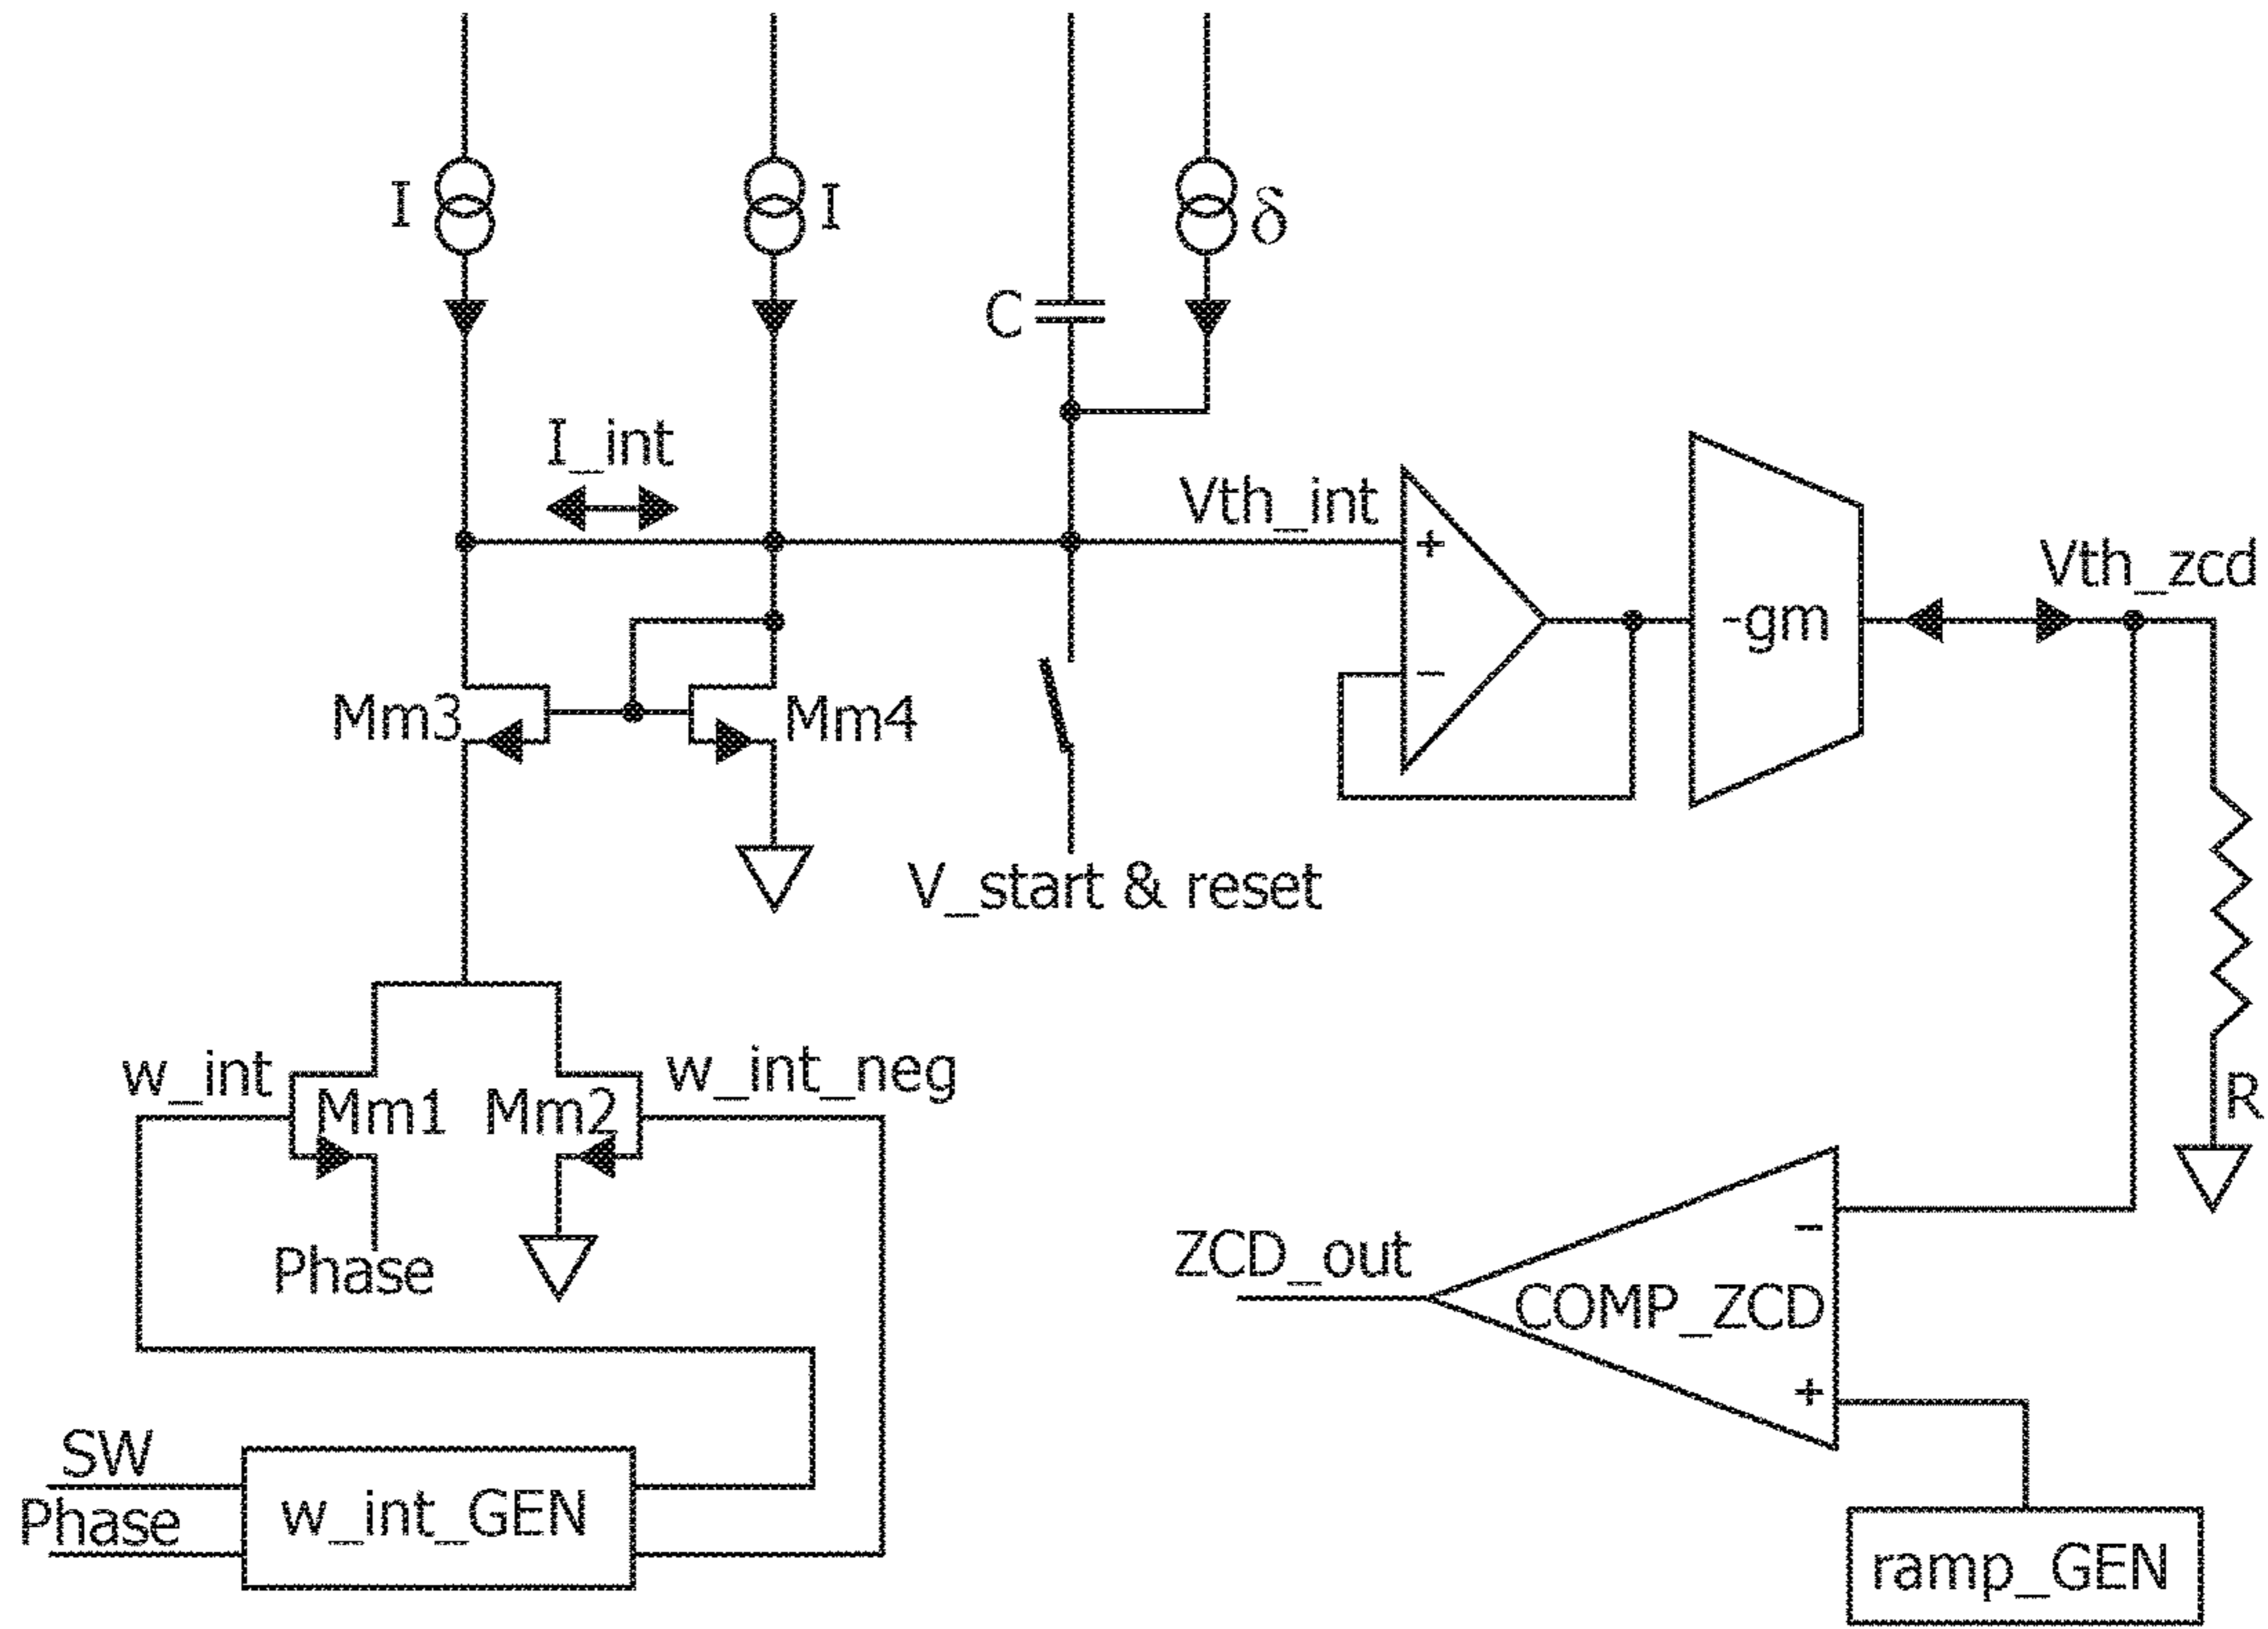 I
I
δ
C
I_int
Vth_int
+
-gm
Vth_zcd
−
Mm3
Mm4
V_start & reset
w_int
w_int_neg
Mm1
Mm2
R
Phase
ZCD_out
−
COMP_ZCD
+
SW
Phase
w_int_GEN
ramp_GEN